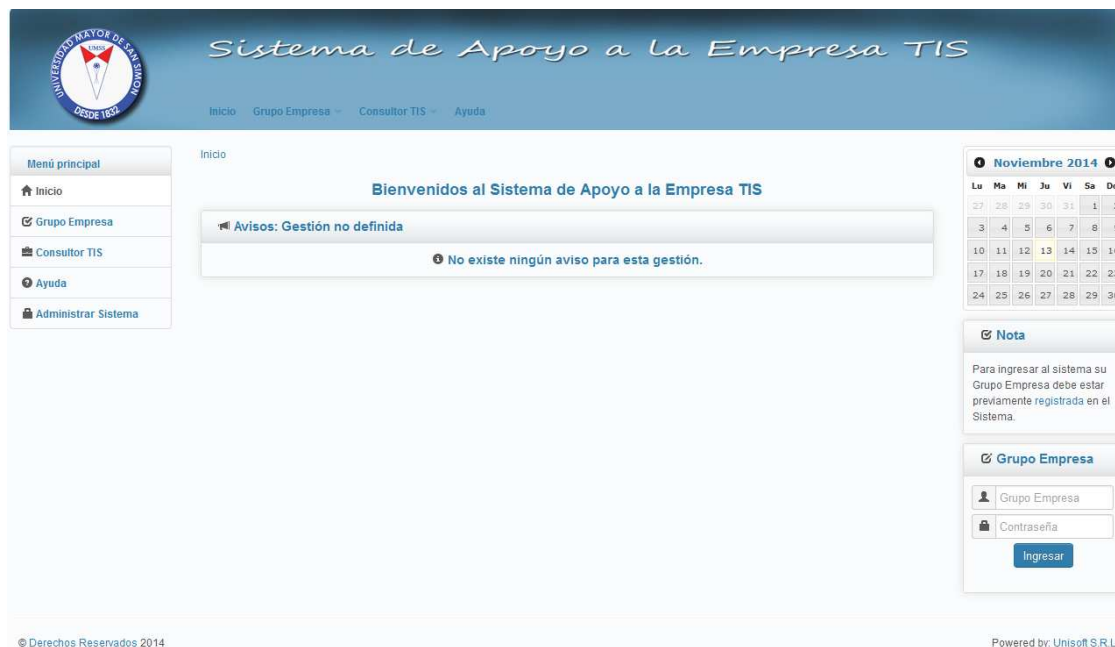 UNIVERSIDAD MAYOR DE SAN SIMON
UMSS
DESDE 1832
Sistema de Apoyo a la Empresa TIS
Inicio Grupo Empresa Consultor TIS Ayuda
Menú principal
Inicio
Grupo Empresa
Consultor TIS
Ayuda
Administrar Sistema
Inicio
Bienvenidos al Sistema de Apoyo a la Empresa TIS
Avisos: Gestión no definida
No existe ningún aviso para esta gestión.
Noviembre 2014
Lu Ma Mi Ju Vi Sa
27 28 29 30 31 1
3 4 5 6 7 8
10 11 12 13 14 15
17 18 19 20 21 22
24 25 26 27 28 29
Nota
Para ingresar al sistema su
Grupo Empresa debe estar
previamente registrada en el
Sistema.
Grupo Empresa
Grupo Empresa
Contraseña
Ingresar
© Derechos Reservados 2014
Powered by: Unisoft S.R.L